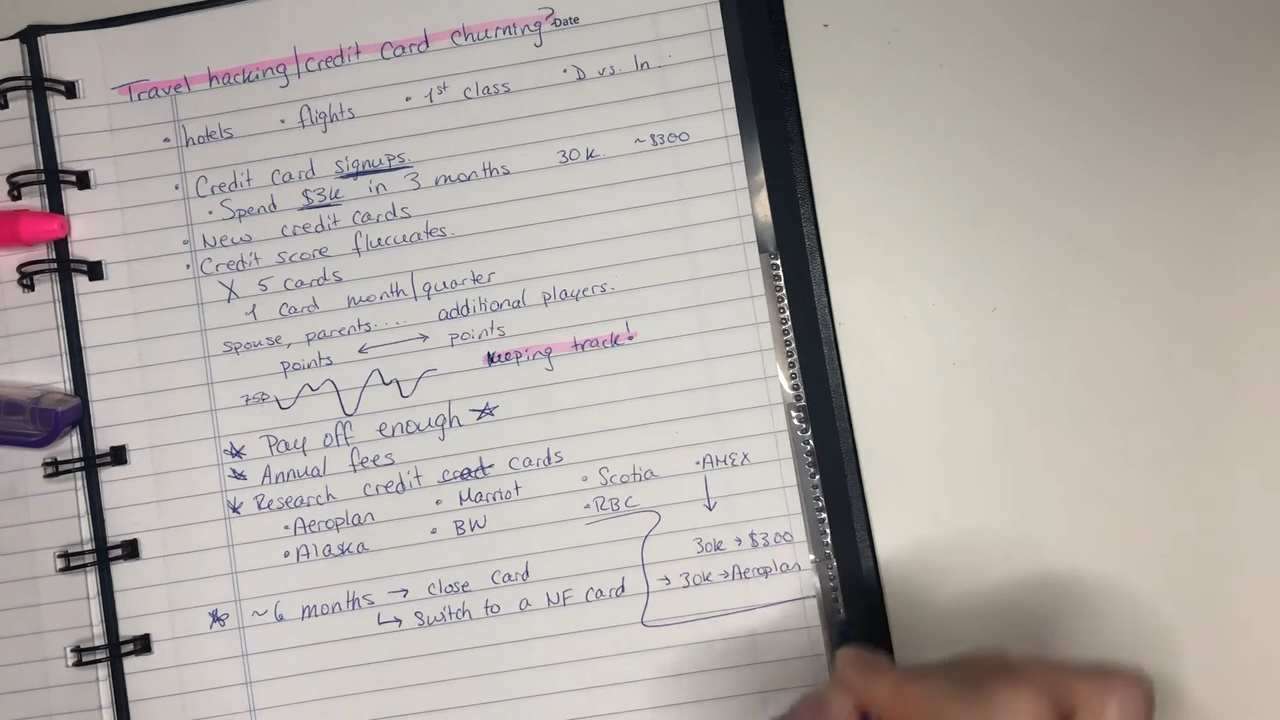 Travel hacking/credit card churning? Date
• hotels • flights • 1st class • D vs. In
• Credit card signups.
• Spend $3k in 3 months 30k ~$300
• New credit cards
• Credit score flucuates.
X 5 cards
1 card month/quarter
spouse, parents.... additional players.
points ↔ points
750 keeping track!
* Pay off enough ☆
* Annual fees
* Research credit cards
• Aeroplan • Marriot • Scotia • AMEX
• Alaska • BW • RBC
↓
30k → $300
→ 30k → Aeroplan
* ~6 months → close card
↳ switch to a NF card